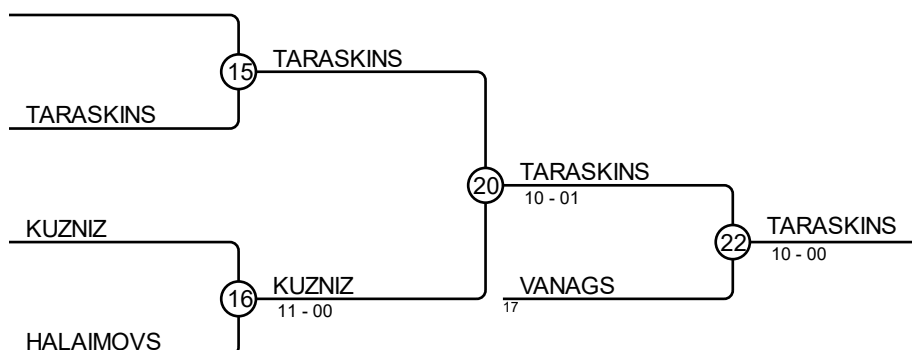 TARASKINS
15
TARASKINS
TARASKINS
20
10 - 01
KUZNIZ
TARASKINS
22
10 - 00
KUZNIZ
16
11 - 00
VANAGS
17
HALAIMOVS